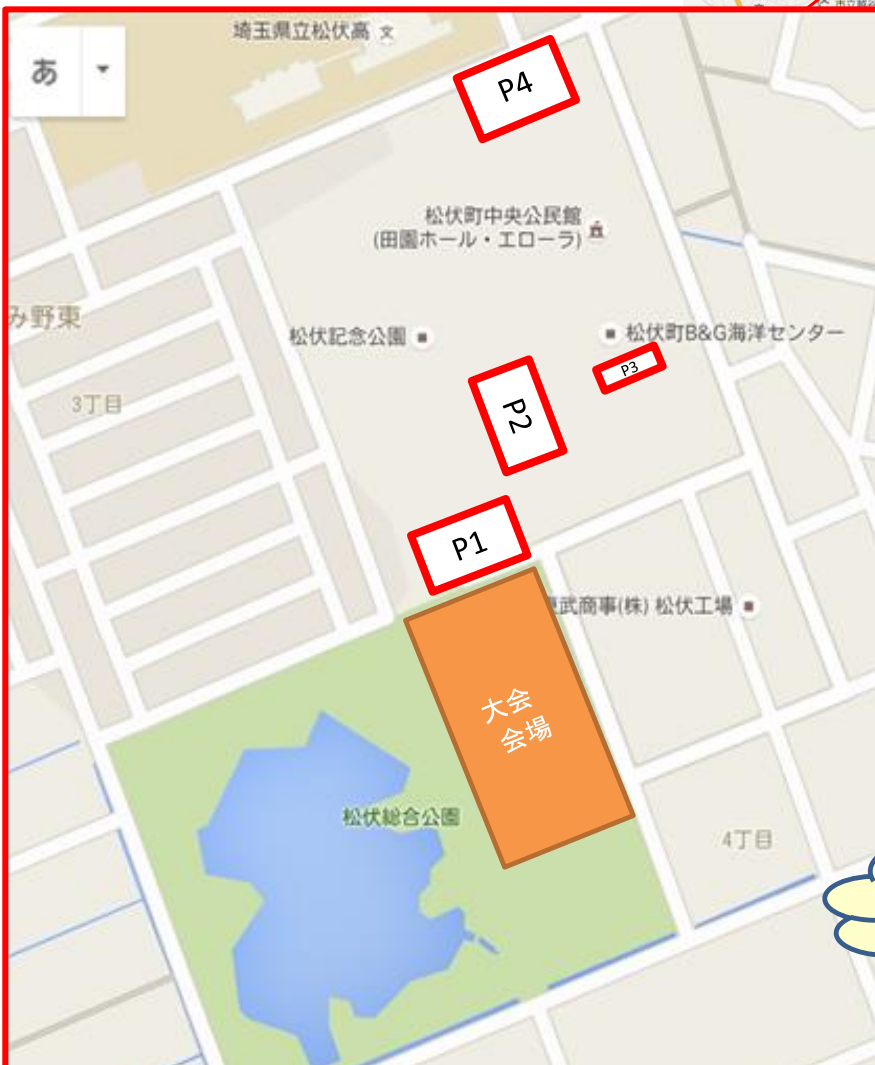 埼玉県立松伏高
あ
P4
松伏町中央公民館
(田園ホール・エローラ)
み野東
松伏記念公園
松伏町B&G海洋センター
P3
3丁目
P2
P1
武商事(株) 松伏工場
大会
会場
松伏総合公園
4丁目